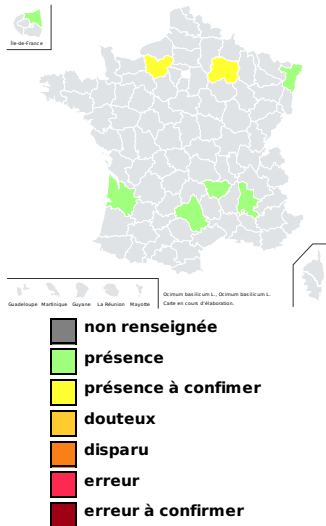 Île-de-France
Guadeloupe Martinique Guyane La Réunion Mayotte
Ocimum basilicum L., Ocimum basilicum L.
Carte en cours d'élaboration.
non renseignée
présence
présence à confimer
douteux
disparu
erreur
erreur à confirmer